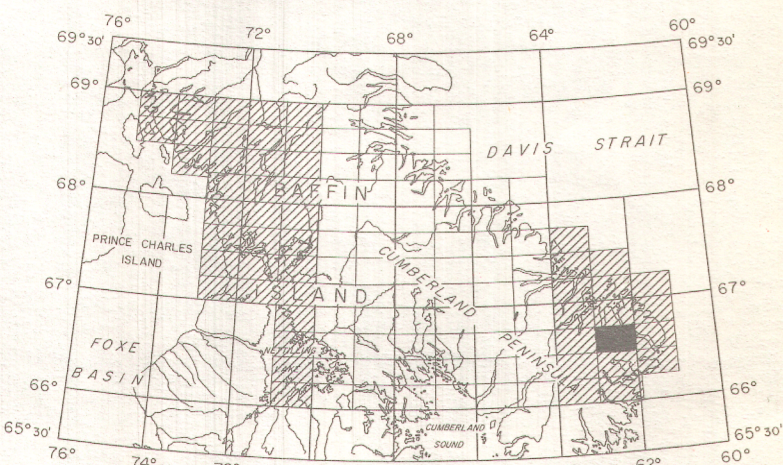 76°
72°
68°
64°
60°
69°30'
69°30'
69°
69°
DAVIS STRAIT
BAFFIN
68°
68°
PRINCE CHARLES
ISLAND
CUMBERLAND
67°
67°
ISLAND
PENINSULA
FOXE
BASIN
NETTILLING
LAKE
66°
66°
CUMBERLAND
SOUND
65°30'
65°30'
76°
74°
62°
60°